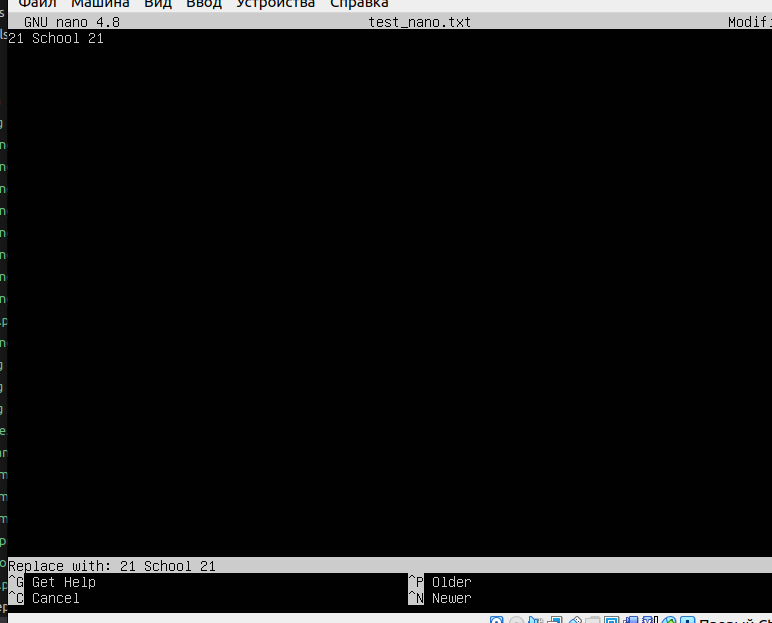 Файл Машина Вид Ввод Устройства Справка
GNU nano 4.8 test_nano.txt
21 School 21
Replace with: 21 School 21
^G Get Help ^P Older
^C Cancel ^N Newer